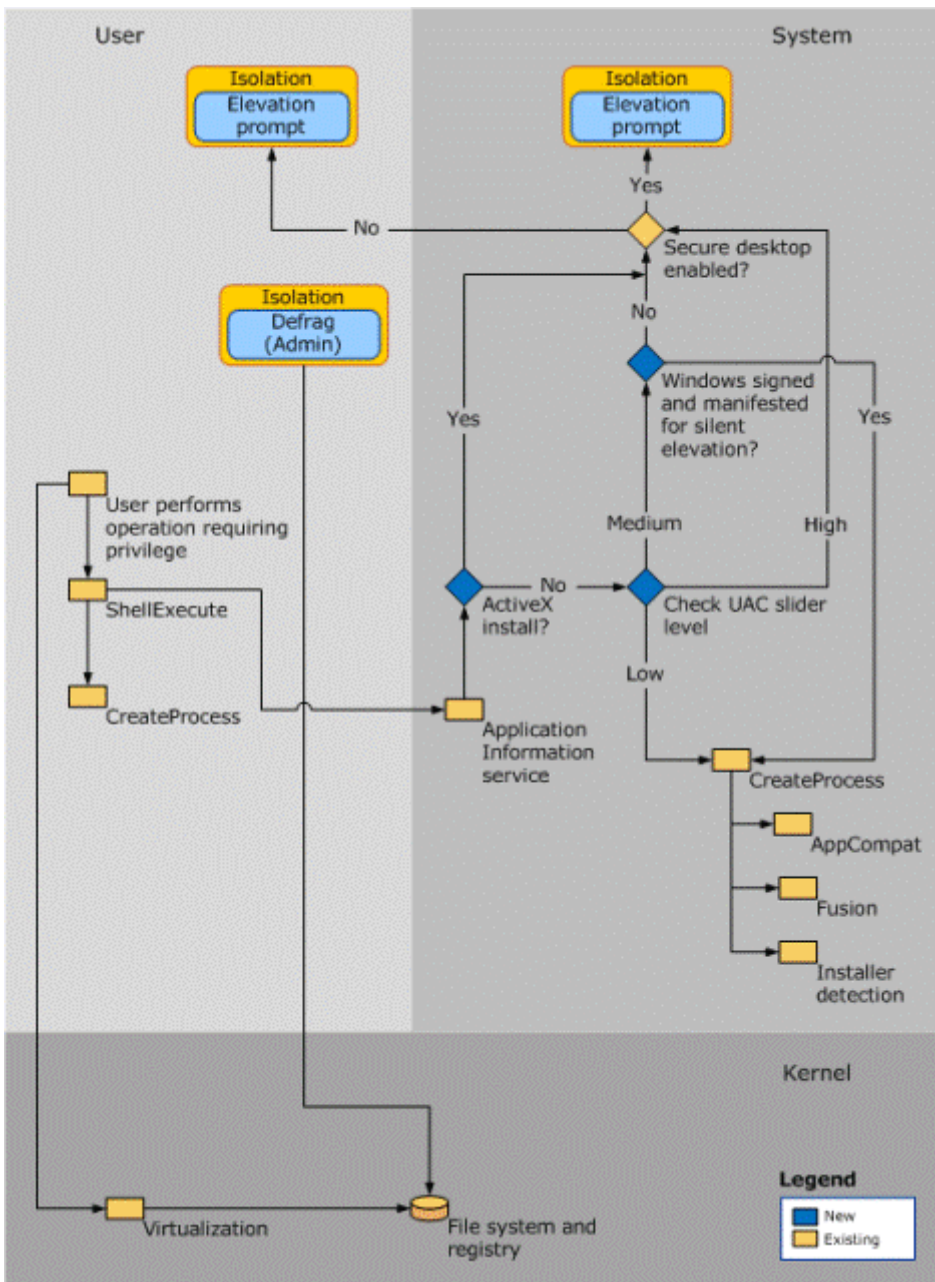 User
System
Isolation
Elevation
prompt
Isolation
Elevation
prompt
Yes
No
Secure desktop
enabled?
Isolation
Defrag
(Admin)
No
Windows signed
and manifested
for silent
elevation?
Yes
Yes
User performs
operation requiring
privilege
Medium
High
ShellExecute
No
ActiveX
install?
Check UAC slider
level
Low
CreateProcess
Application
Information
service
CreateProcess
AppCompat
Fusion
Installer
detection
Kernel
Virtualization
File system and
registry
Legend
New
Existing